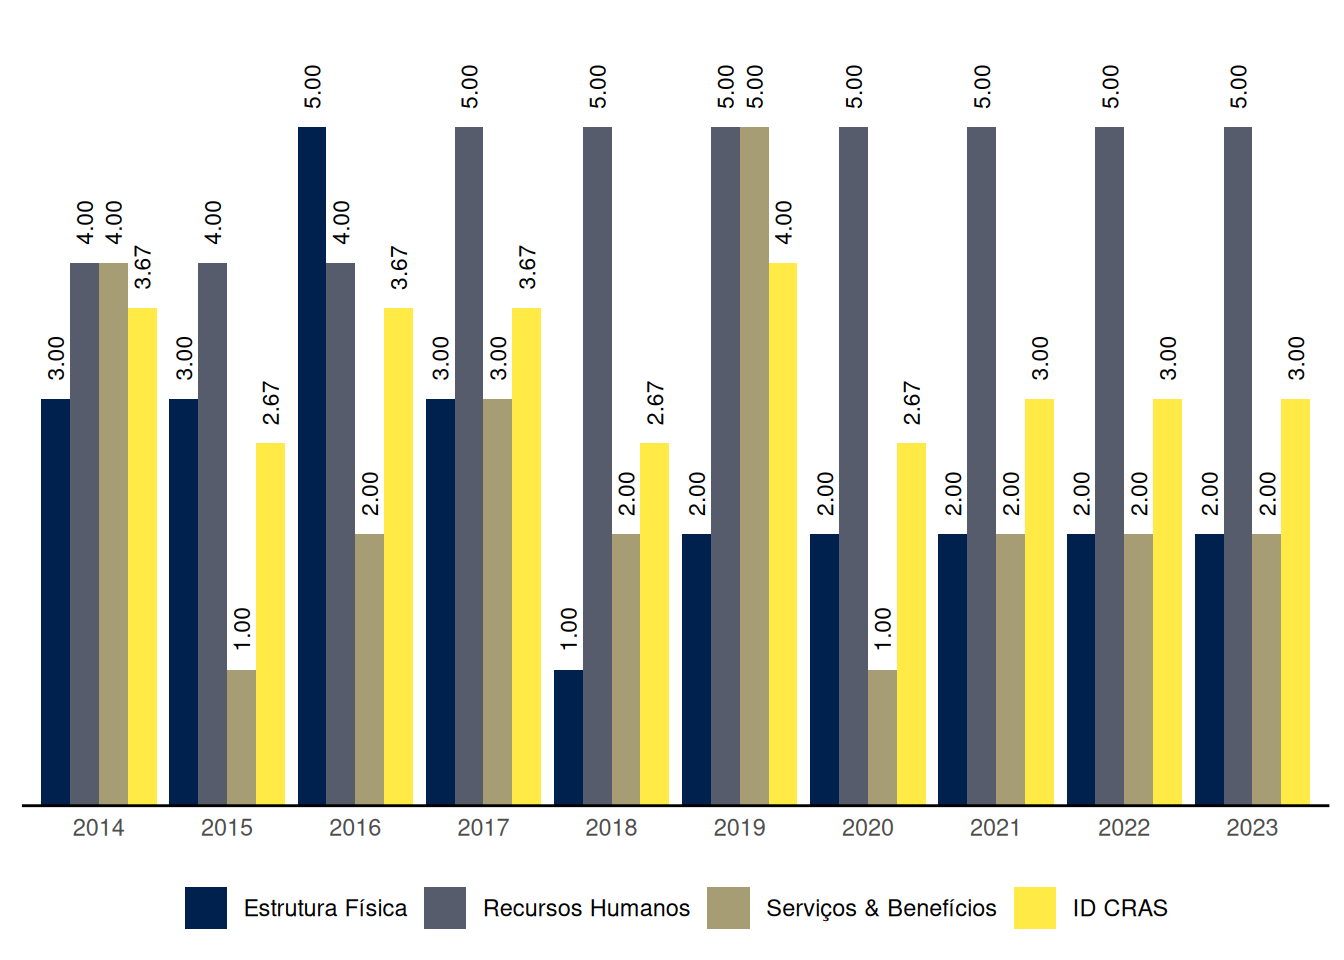 5.00 5.00 5.00 5.00 5.00 5.00 5.00 5.00 5.00
4.00 4.00 4.00 4.00 4.00
3.67 3.67 3.67
3.00 3.00 3.00 3.00 3.00 3.00 3.00
2.67 2.67 2.67
2.00 2.00 2.00 2.00 2.00 2.00 2.00 2.00 2.00 2.00
1.00 1.00 1.00
2014 2015 2016 2017 2018 2019 2020 2021 2022 2023
Estrutura Física Recursos Humanos Serviços & Benefícios ID CRAS